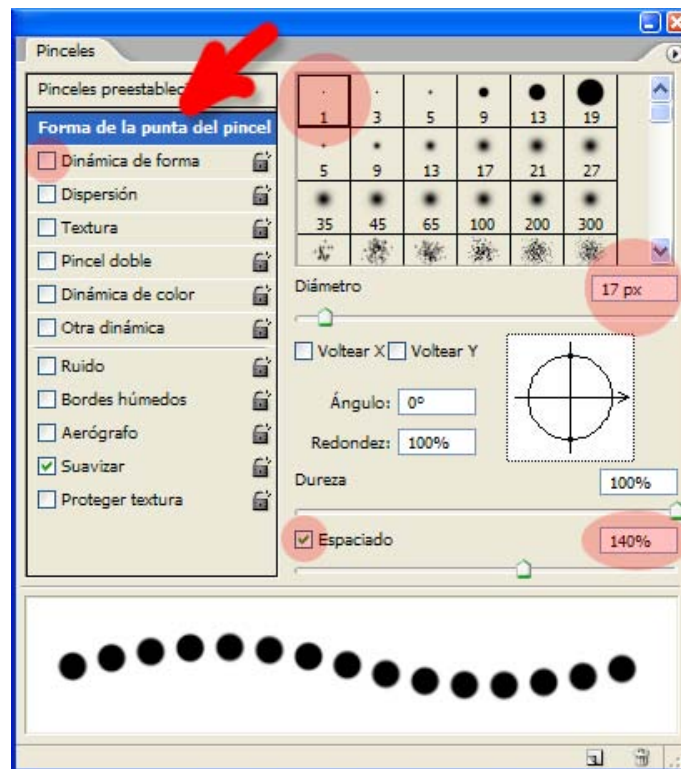 Pinceles
Pinceles preestablec
Forma de la punta del pincel
Dinámica de forma
Dispersión
Textura
Pincel doble
Dinámica de color
Otra dinámica
Ruido
Bordes húmedos
Aerógrafo
Suavizar
Proteger textura
1 3 5 9 13 19
5 9 13 17 21 27
35 45 65 100 200 300
Diámetro 17 px
Voltear X Voltear Y
Ángulo: 0º
Redondez: 100%
Dureza 100%
Espaciado 140%